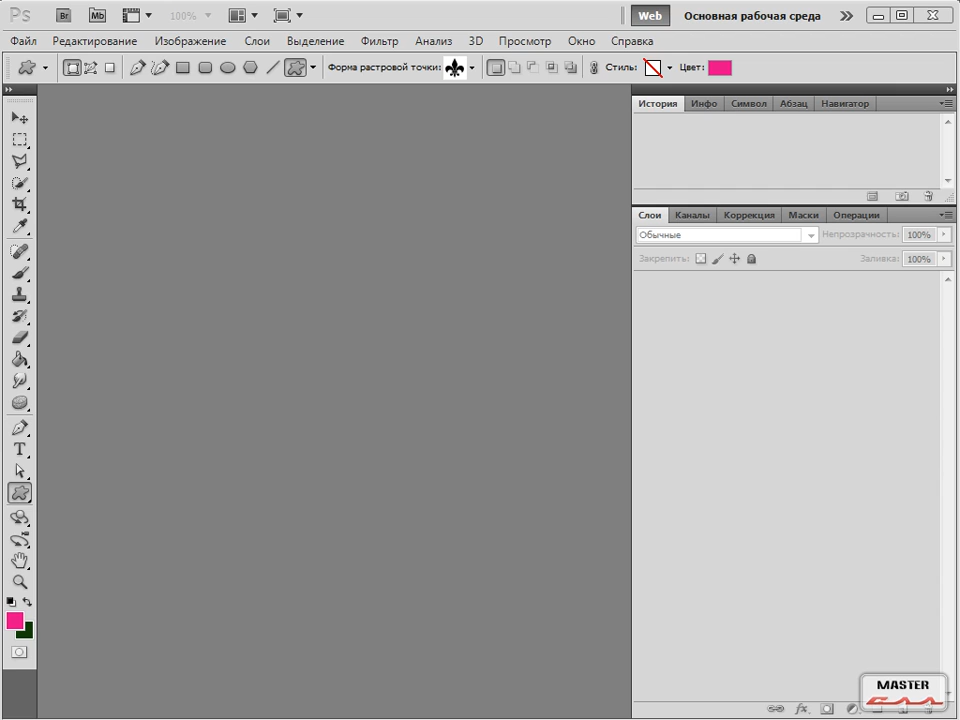 Ps Br Mb 100% Web Основная рабочая среда
Файл Редактирование Изображение Слои Выделение Фильтр Анализ 3D Просмотр Окно Справка
Форма растровой точки: Стиль: Цвет:
История Инфо Символ Абзац Навигатор
Слои Каналы Коррекция Маски Операции
Обычные Непрозрачность: 100%
Закрепить: Заливка: 100%
T
fx
MASTER
css